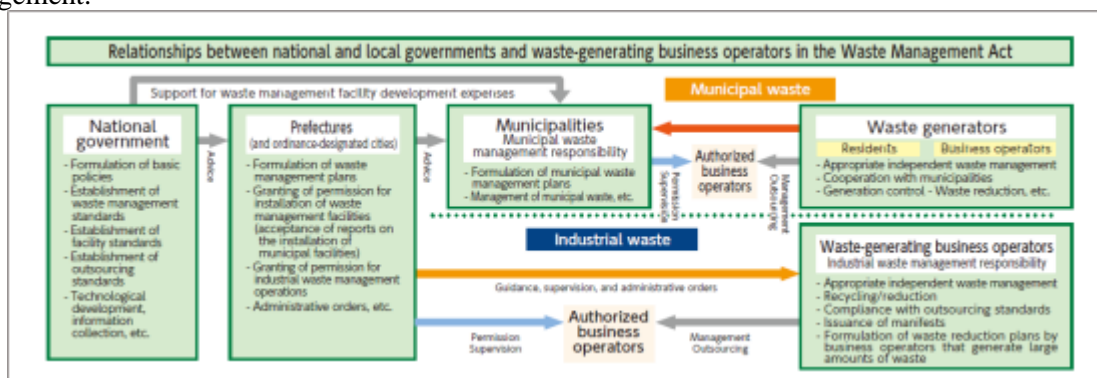 gement.
Relationships between national and local governments and waste-generating business operators in the Waste Management Act
Support for waste management facility development expenses
Municipal waste
National
government
- Formulation of basic
policies
- Establishment of
waste management
standards
- Establishment of
facility standards
- Establishment of
outsourcing
standards
- Technological
development,
information
collection, etc.
Advice
Prefectures
(and ordinance-designated cities)
- Formulation of waste
management plans
- Granting of permission for
installation of waste
management facilities
(acceptance of reports on
the installation of
municipal facilities)
- Granting of permission for
industrial waste management
operations
- Administrative orders, etc.
Advice
Municipalities
Municipal waste
management responsibility
- Formulation of municipal waste
management plans
- Management of municipal waste, etc.
Permission
Supervision
Authorized
business
operators
Management
Outsourcing
Waste generators
Residents
Business operators
- Appropriate independent waste management
- Cooperation with municipalities
- Generation control - Waste reduction, etc.
Industrial waste
Waste-generating business operators
Industrial waste management responsibility
- Appropriate independent waste management
- Recycling/reduction
- Compliance with outsourcing standards
- Issuance of manifests
- Formulation of waste reduction plans by
business operators that generate large
amounts of waste
Guidance, supervision, and administrative orders
Permission
Supervision
Authorized
business
operators
Management
Outsourcing